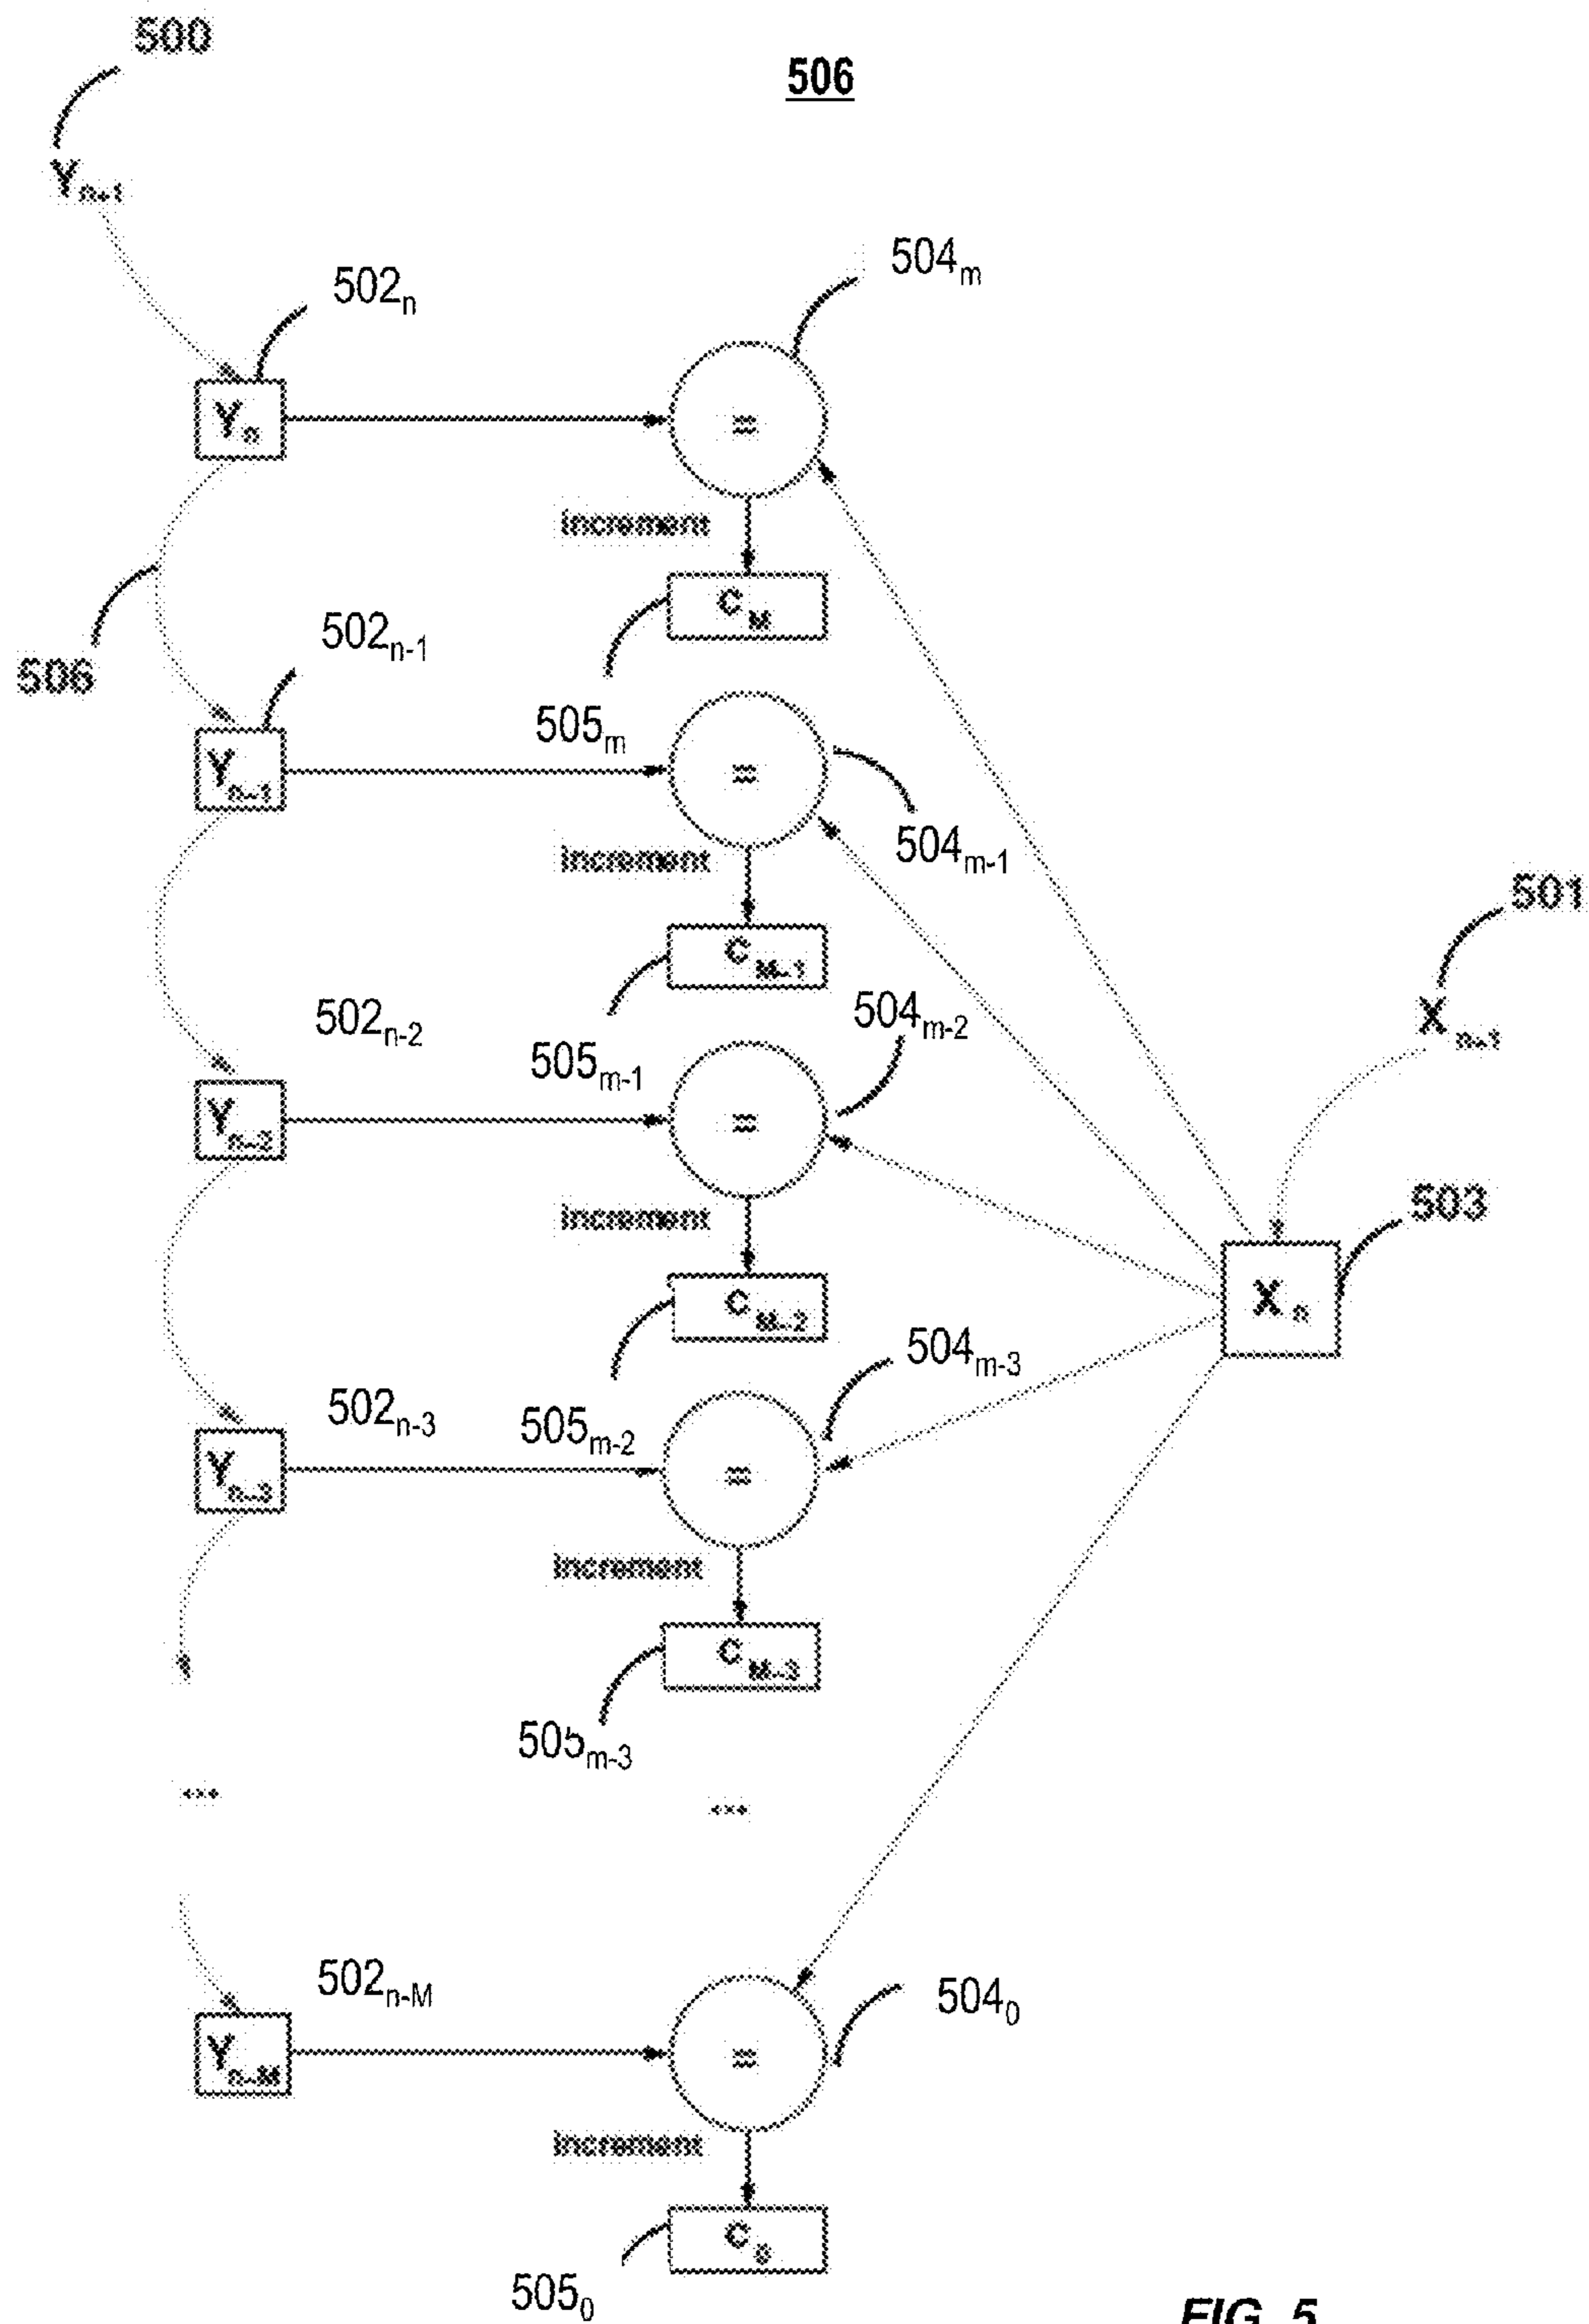 500
506
Yn+1
504m
502n
Yn
=
increment
CM
502n-1
506
505m
Yn-1
=
504m-1
increment
501
CM-1
Xn+1
502n-2
504m-2
505m-1
Yn-2
=
503
increment
Xn
CM-2
504m-3
502n-3
505m-2
Yn-3
=
increment
CM-3
505m-3
...
...
502n-M
5040
Yn-M
=
increment
C0
5050
FIG. 5